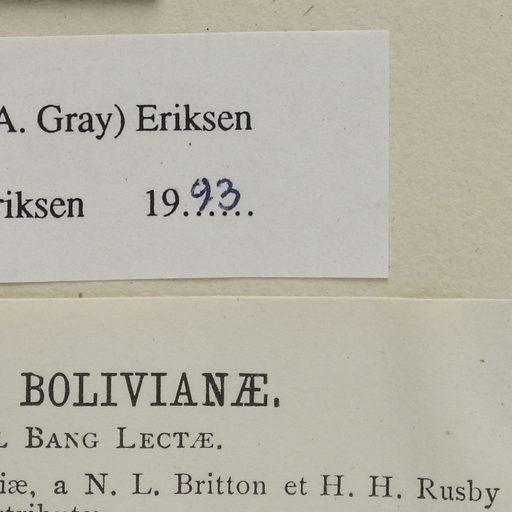 A. Gray) Eriksen
riksen 19.93....
BOLIVIANÆ.
L BANG LECTÆ.
iæ, a N. L. Britton et H. H. Rusby